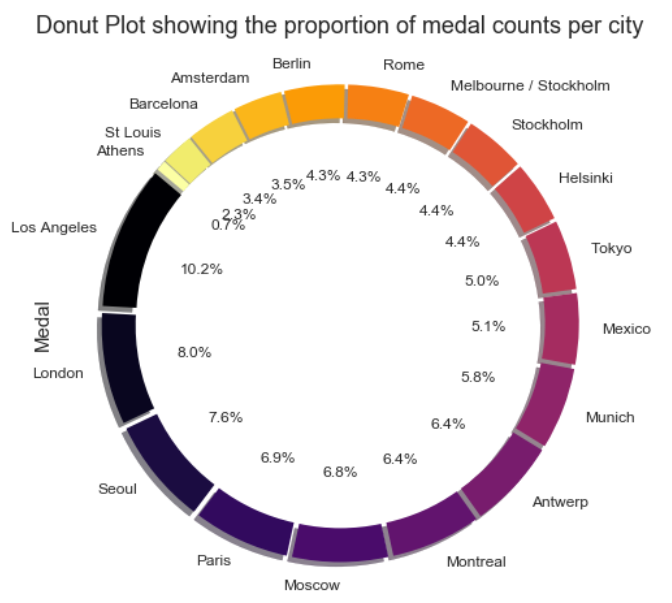 Donut Plot showing the proportion of medal counts per city
Berlin
Rome
Amsterdam
Melbourne / Stockholm
Barcelona
Stockholm
St Louis
Athens
Helsinki
3.5%
4.3%
4.3%
4.4%
3.4%
2.3%
4.4%
0.7%
Los Angeles
4.4%
Tokyo
10.2%
5.0%
Medal
5.1%
Mexico
8.0%
London
5.8%
7.6%
6.4%
Munich
6.9%
6.4%
6.8%
Seoul
Antwerp
Paris
Montreal
Moscow